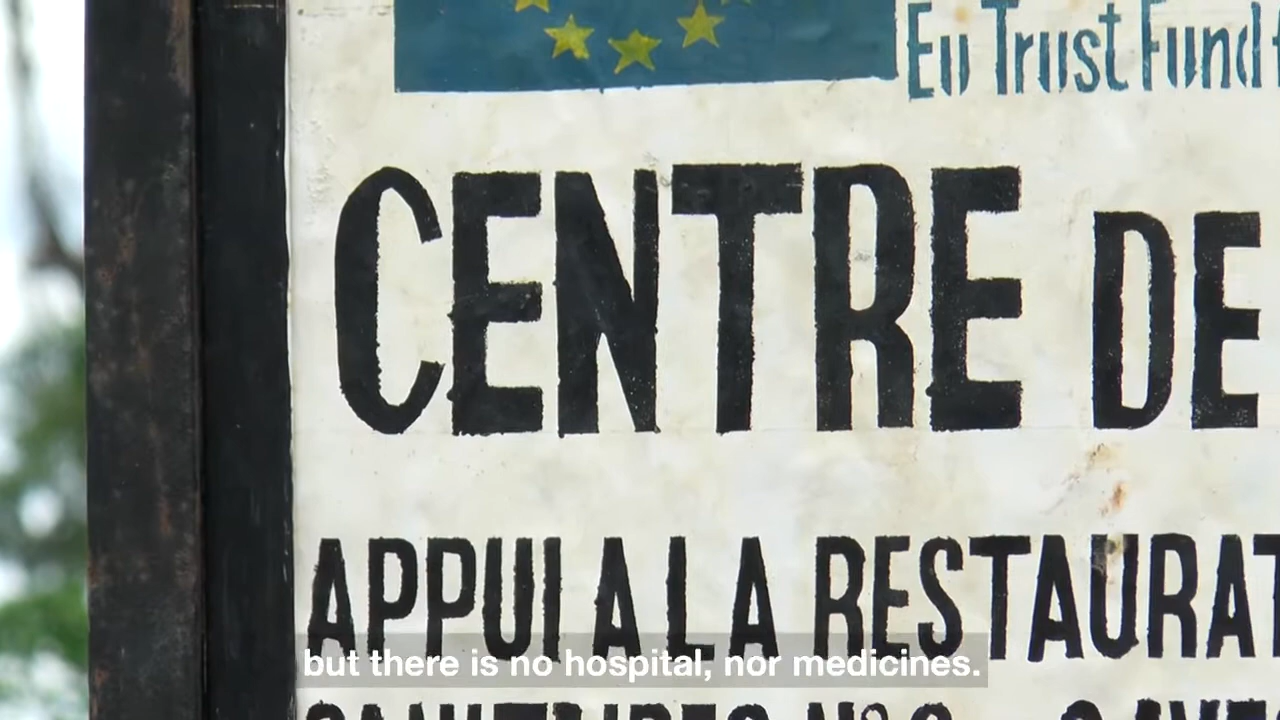 Eu Trust Fund
CENTRE DE
APPUI A LA RESTAURAT
but there is no hospital, nor medicines.